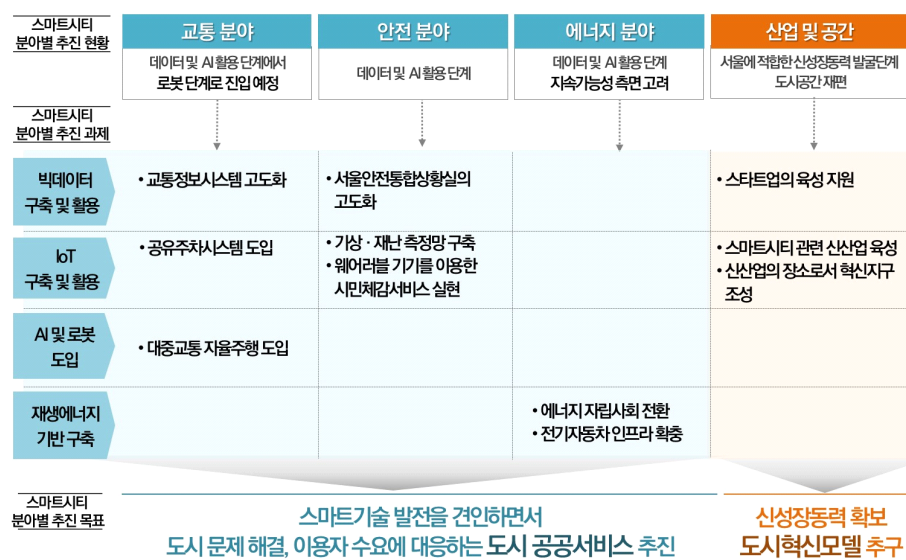 스마트시티
분야별 추진 현황
교통 분야
안전 분야
에너지 분야
산업 및 공간
데이터 및 AI 활용 단계에서
로봇 단계로 진입 예정
데이터 및 AI 활용 단계
데이터 및 AI 활용 단계
지속가능성 측면 고려
서울에 적합한 신성장동력 발굴단계
도시공간 재편
스마트시티
분야별 추진 과제
빅데이터
구축 및 활용
• 교통정보시스템 고도화
• 서울안전통합상황실의
고도화
• 스타트업의 육성 지원
IoT
구축 및 활용
• 공유주차시스템 도입
• 기상 · 재난 측정망 구축
• 웨어러블 기기를 이용한
시민체감서비스 실현
• 스마트시티 관련 신산업 육성
• 신산업의 장소로서 혁신지구
조성
AI 및 로봇
도입
• 대중교통 자율주행 도입
재생에너지
기반 구축
• 에너지 자립사회 전환
• 전기자동차 인프라 확충
스마트시티
분야별 추진 목표
스마트기술 발전을 견인하면서
도시 문제 해결, 이용자 수요에 대응하는 도시 공공서비스 추진
신성장동력 확보
도시혁신모델 추구